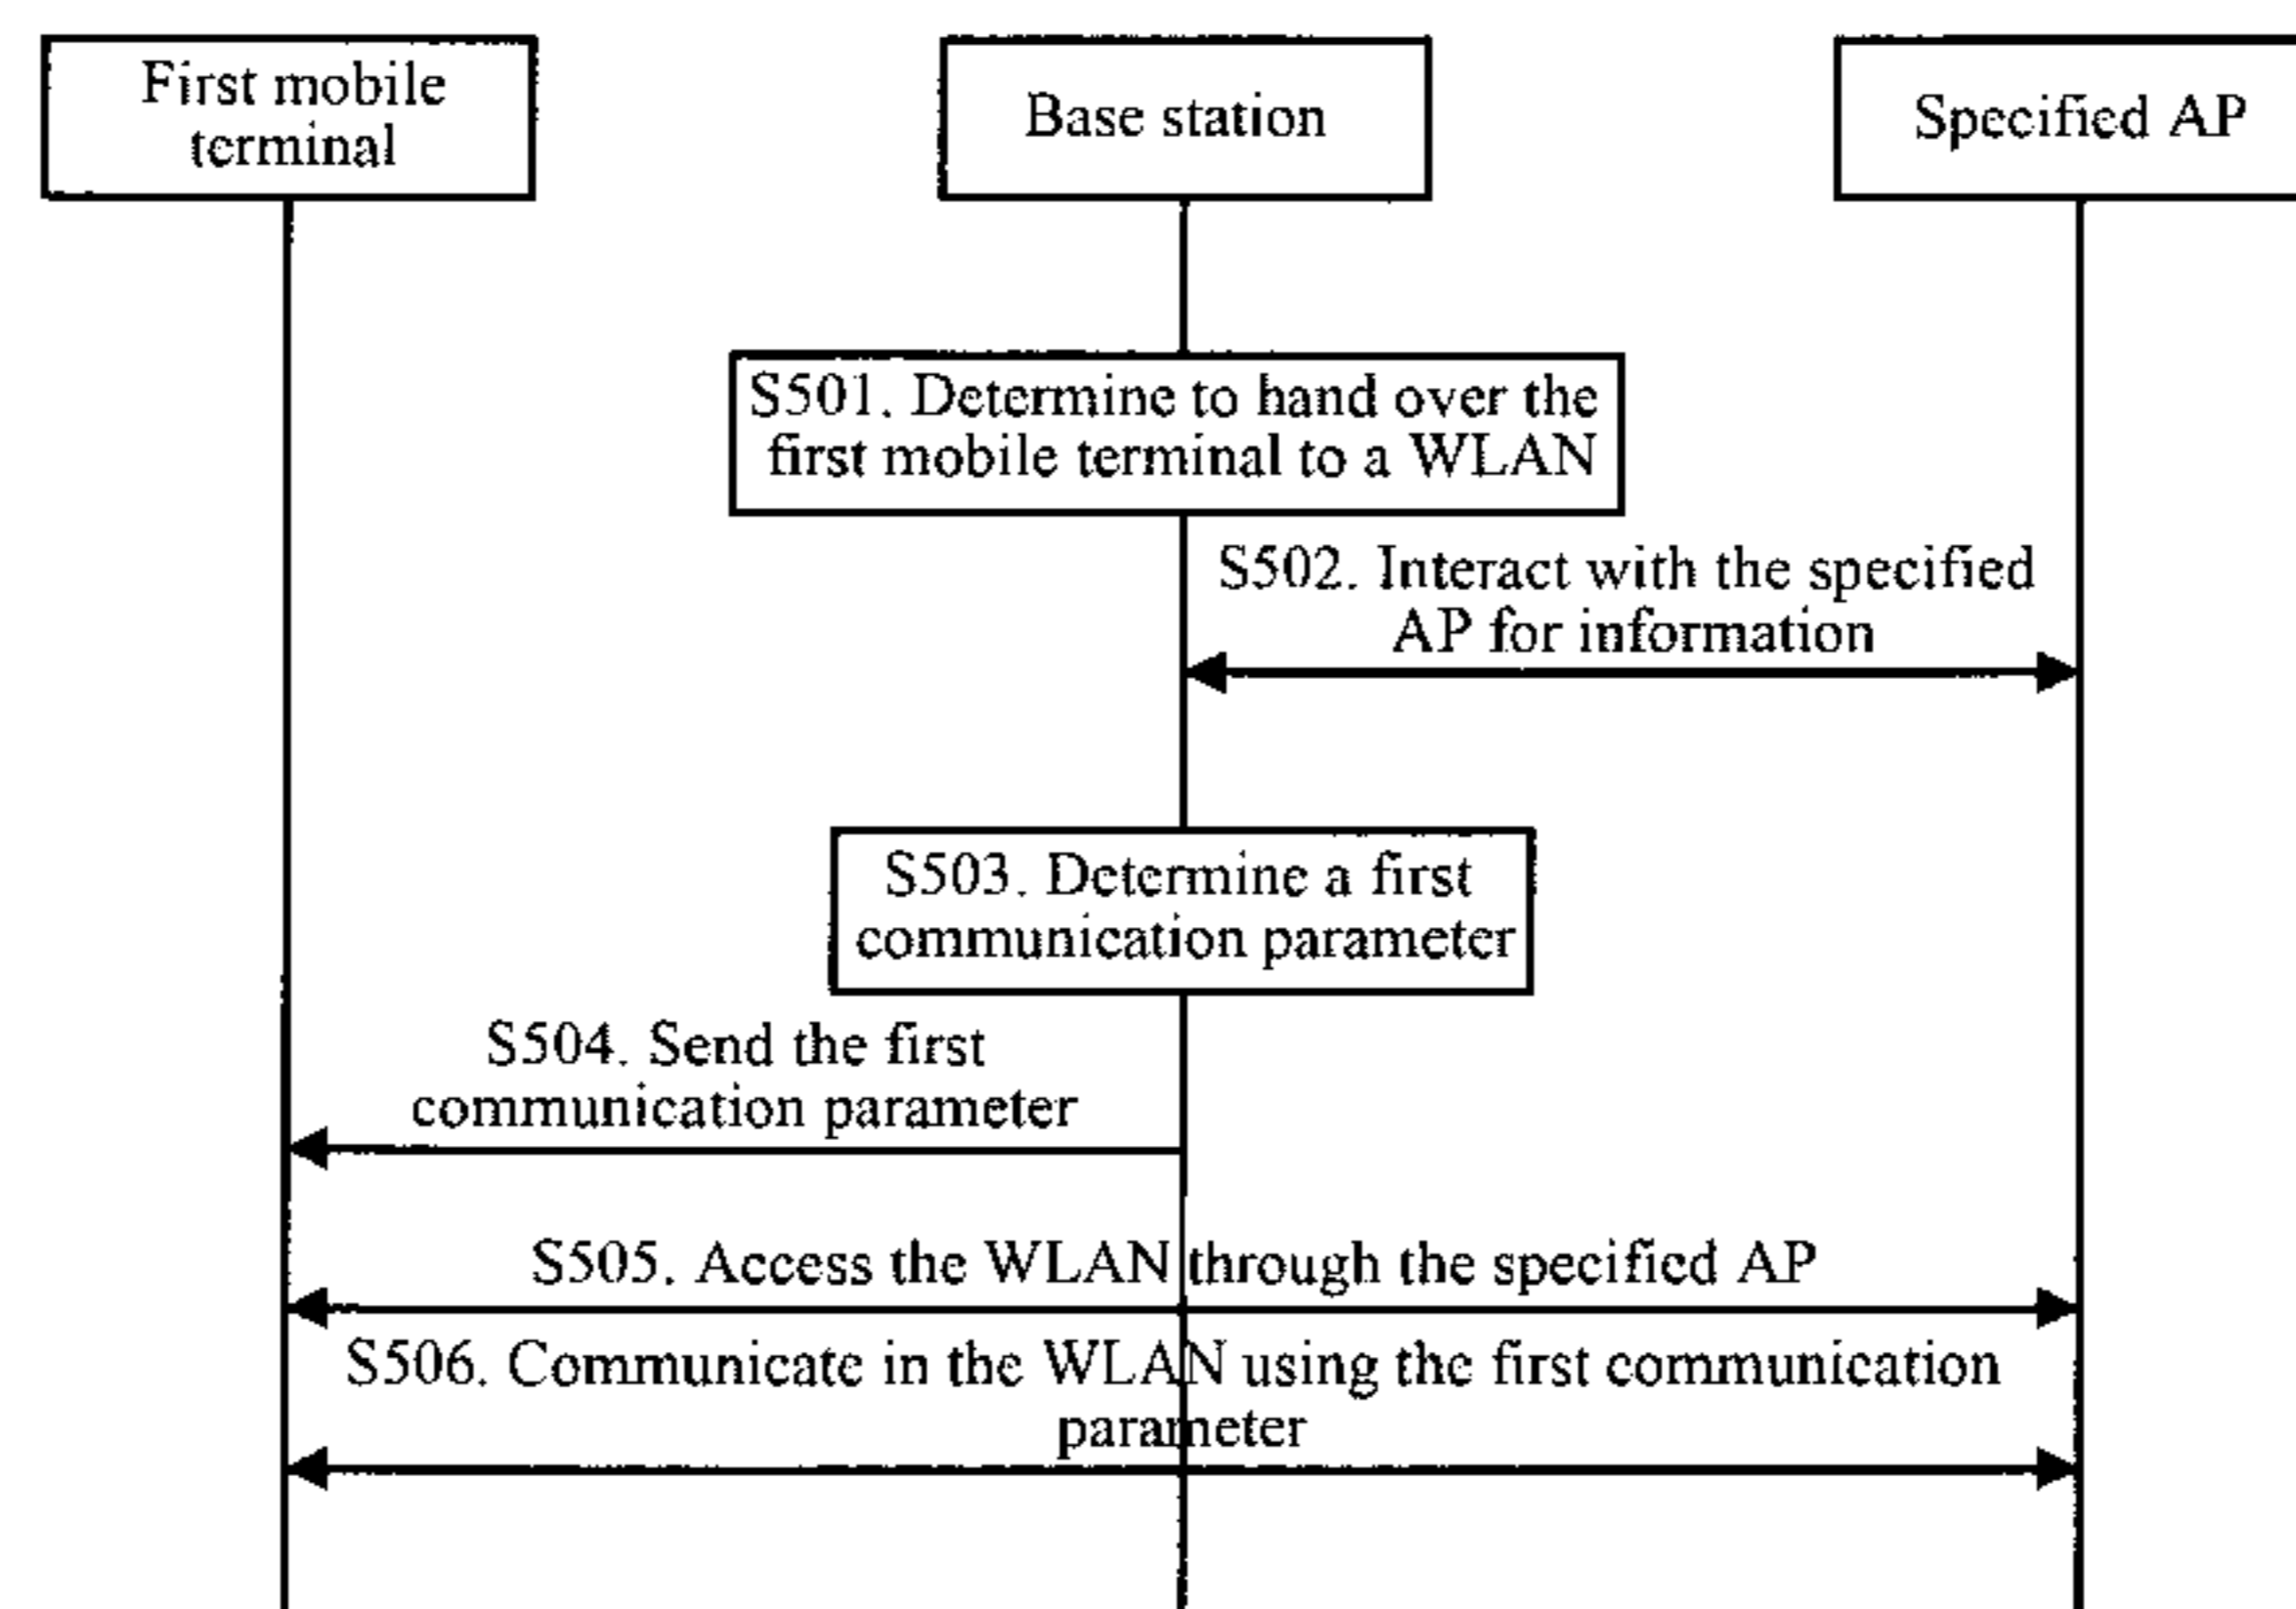 First mobile
terminal
Base station
Specified AP
S501. Determine to hand over the
first mobile terminal to a WLAN
S502. Interact with the specified
AP for information
S503. Determine a first
communication parameter
S504. Send the first
communication parameter
S505. Access the WLAN through the specified AP
S506. Communicate in the WLAN using the first communication
parameter